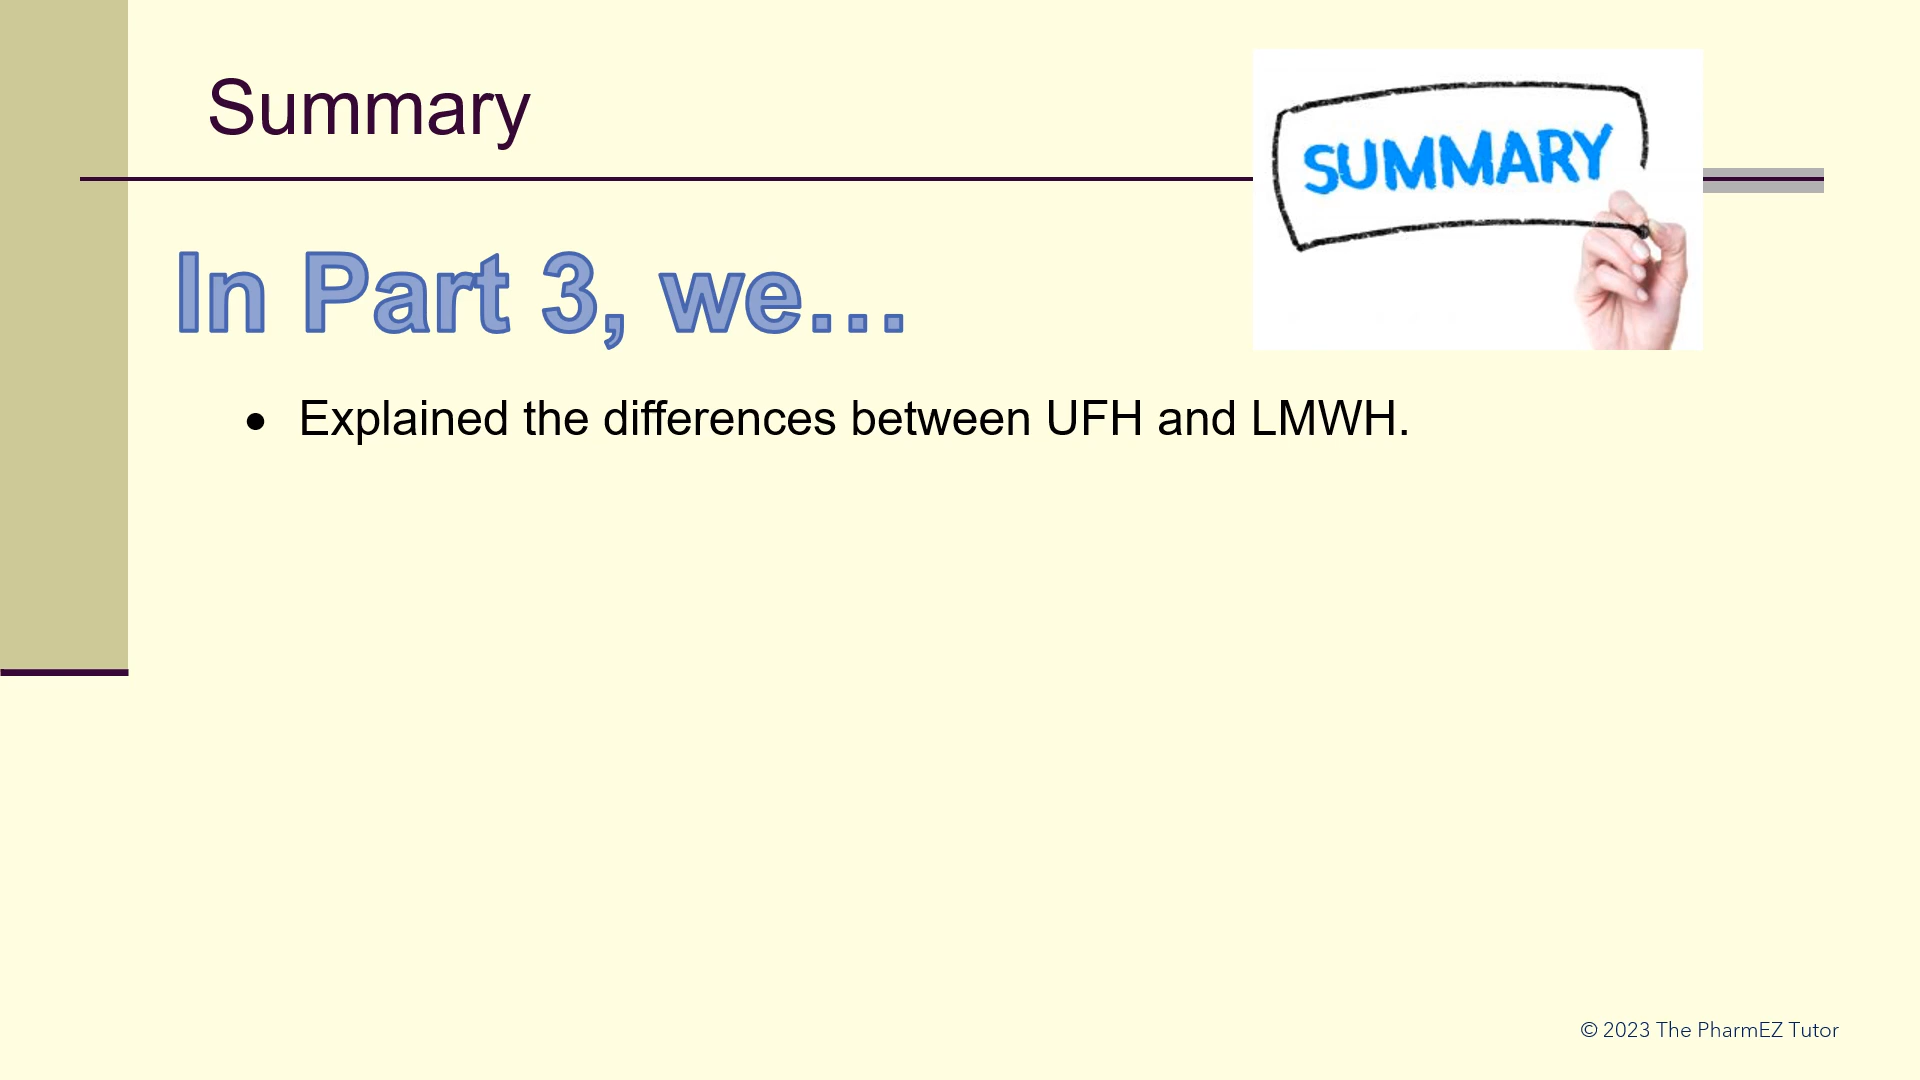 Summary
SUMMARY
In Part 3, we...
• Explained the differences between UFH and LMWH.
© 2023 The PharmEZ Tutor